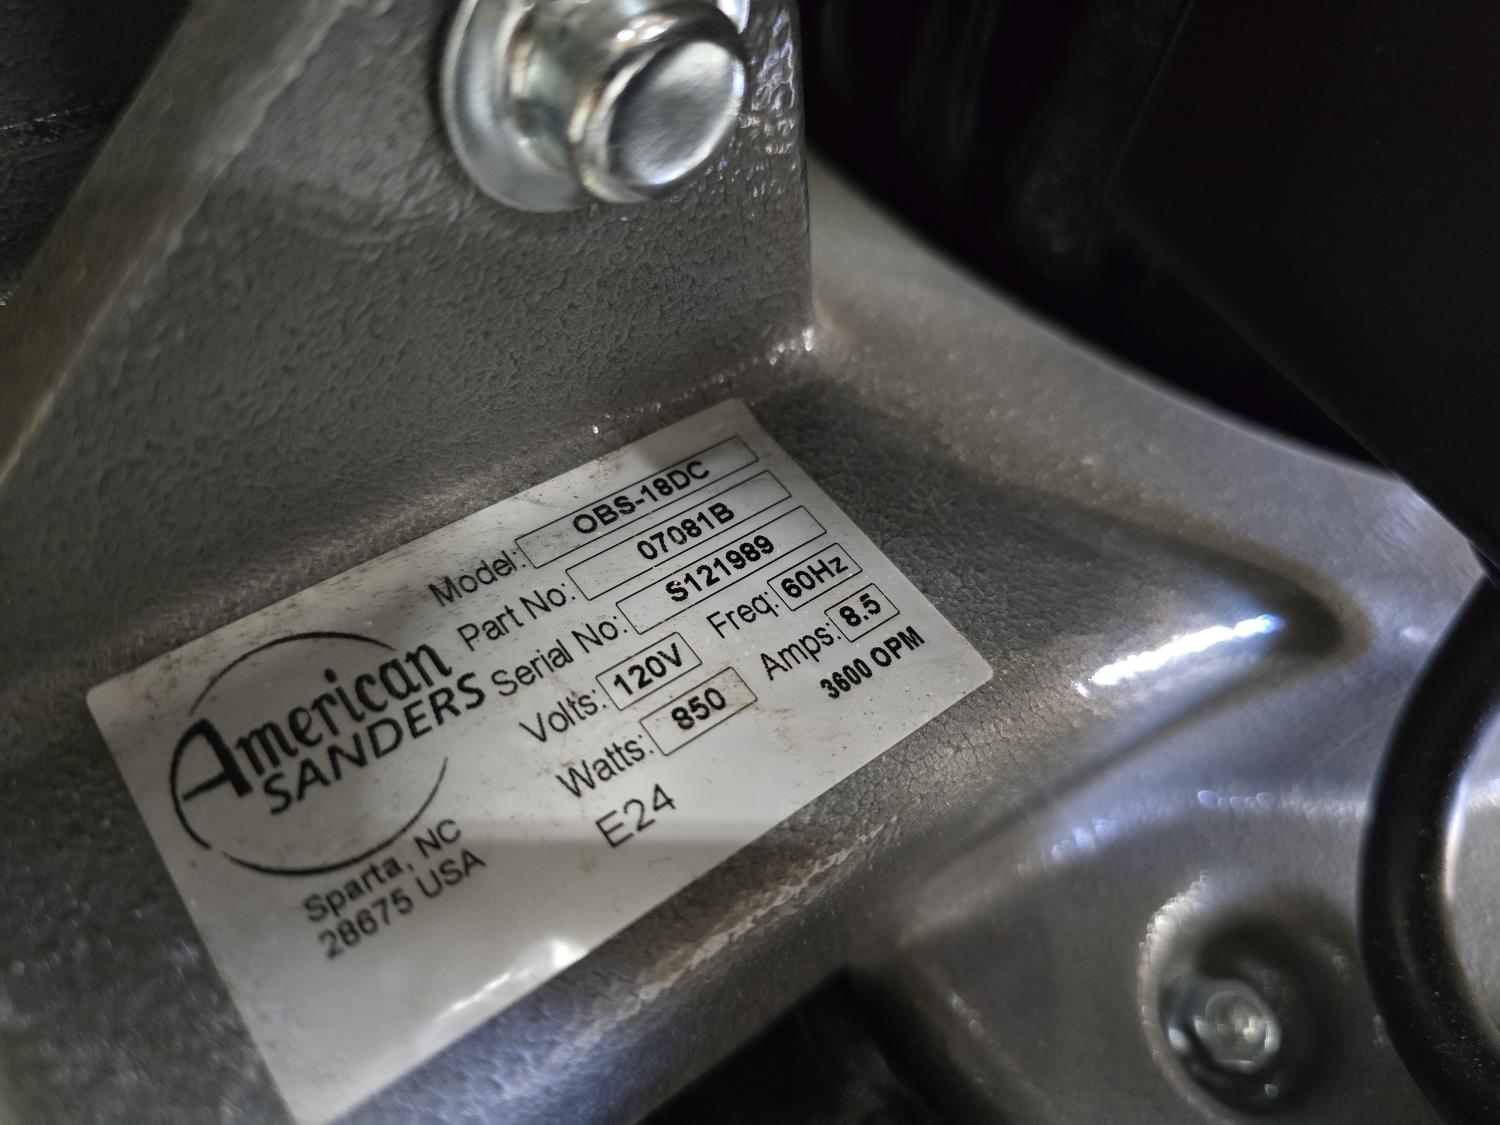 American
SANDERS
Sparta, NC
28675 USA
Model: OBS-18DC
Part No: 07081B
Serial No: S121989
Volts: 120V Freq: 60Hz
Watts: 850 Amps: 8.5
E24 3600 OPM